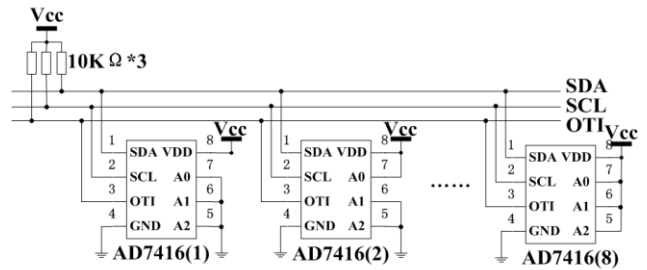 Vcc
10K Ω *3
SDA
SCL
OTI
1 SDA VDD 8 Vcc
2 SCL A0 7
3 OTI A1 6
4 GND A2 5
AD7416(1)
1 SDA VDD 8 Vcc
2 SCL A0 7
3 OTI A1 6
4 GND A2 5
AD7416(2)
......
1 SDA VDD 8 Vcc
2 SCL A0 7
3 OTI A1 6
4 GND A2 5
AD7416(8)